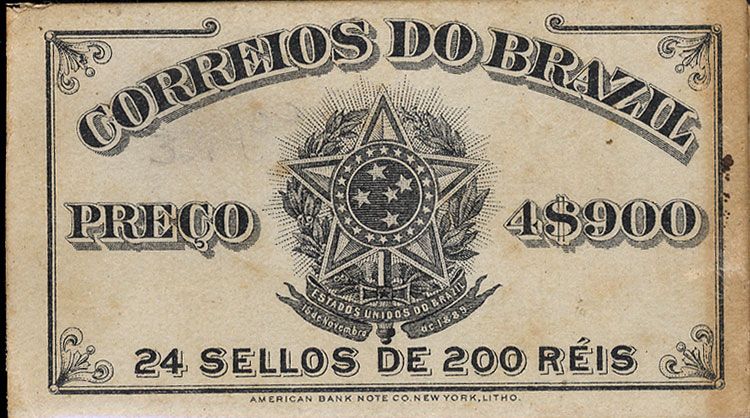 CORREIOS DO BRAZIL
PREÇO 4$900
ESTADOS UNIDOS DO BRAZIL
15 de Novembro de 1889
24 SELLOS DE 200 RÉIS
AMERICAN BANK NOTE CO. NEW YORK, LITHO.